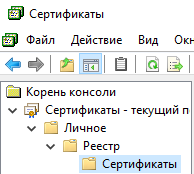 Сертификаты
Файл Действие Вид
Корень консоли
Сертификаты - текущий п
Личное
Реестр
Сертификаты